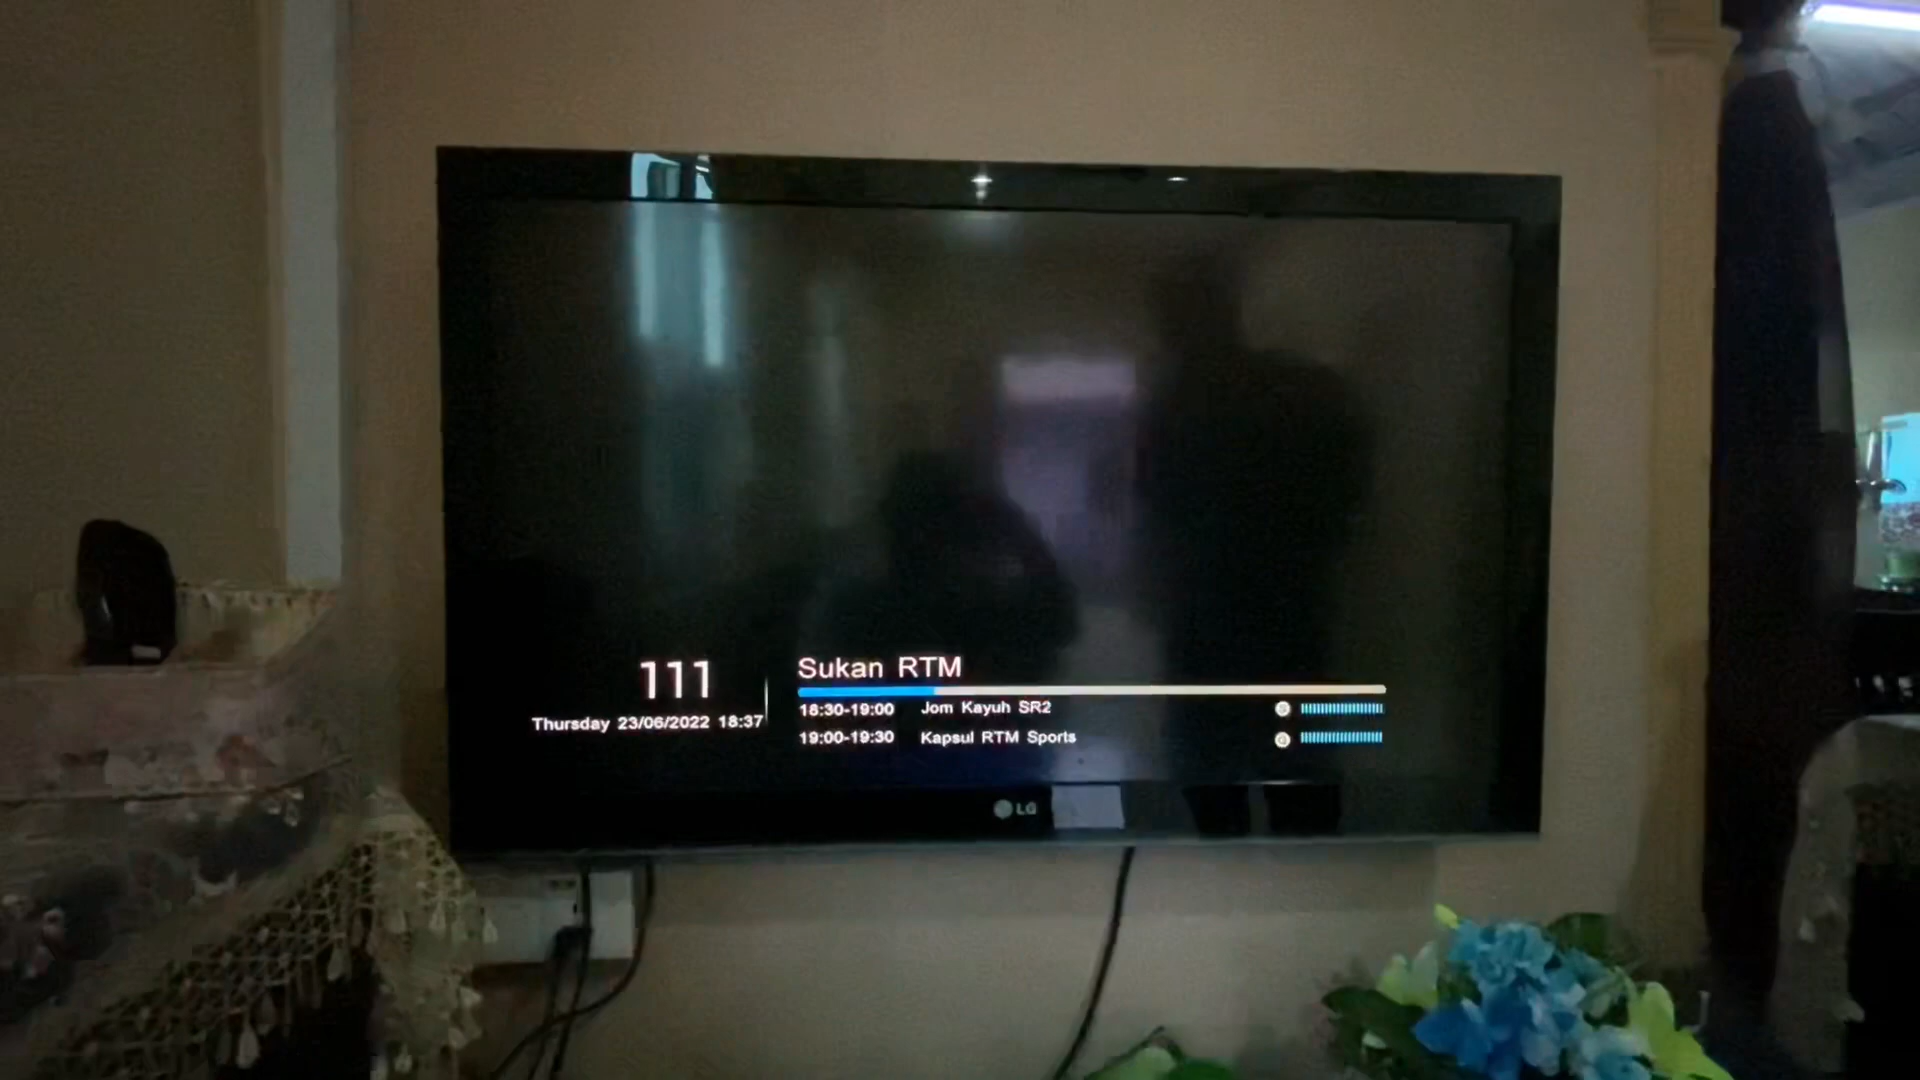 111
Thursday 23/06/2022 18:37
Sukan RTM
18:30-19:00 Jom Kayuh SR2
19:00-19:30 Kapsul RTM Sports
LG